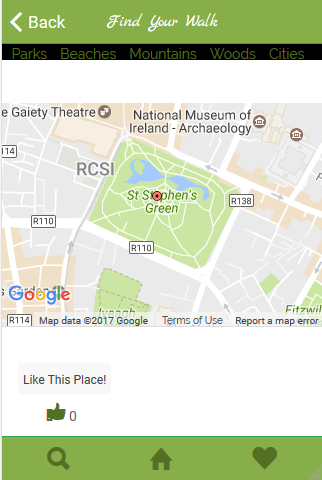 Back
Find Your Walk
Parks Beaches Mountains Woods Cities
e Gaiety Theatre
National Museum of
Ireland - Archaeology
114
RCSI
St Stephen's
Green
R138
R110
R110
Google
R114
Map data ©2017 Google
Terms of Use
Report a map error
Fitzwil
Like This Place!
0